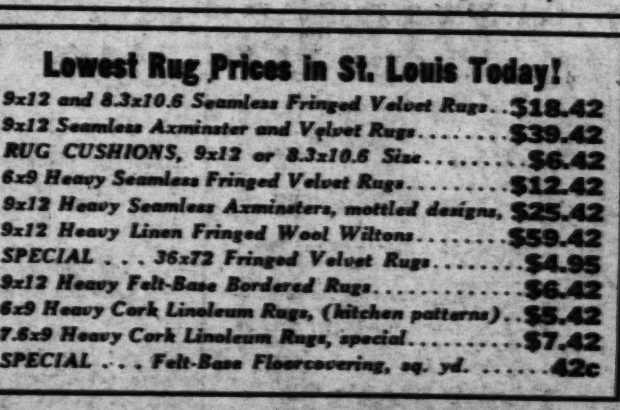 Lowest Rug Prices in St. Louis Today!
9x12 and 8.3x10.6 Seamless Fringed Velvet Rugs..$18.42
9x12 Seamless Axminster and Velvet Rugs........$39.42
RUG CUSHIONS, 9x12 or 8.3x10.6 Size.........$6.42
6x9 Heavy Seamless Fringed Velvet Rugs.........$12.42
9x12 Heavy Seamless Axminsters, mottled designs, $25.42
9x12 Heavy Linen Fringed Wool Wiltons........$59.42
SPECIAL . . . 36x72 Fringed Velvet Rugs........$4.95
9x12 Heavy Felt-Base Bordered Rugs............$6.42
6x9 Heavy Cork Linoleum Rugs, (kitchen patterns)..$5.42
7.6x9 Heavy Cork Linoleum Rugs, special.........$7.42
SPECIAL . . . Felt-Base Floorcovering, sq. yd. ......42c